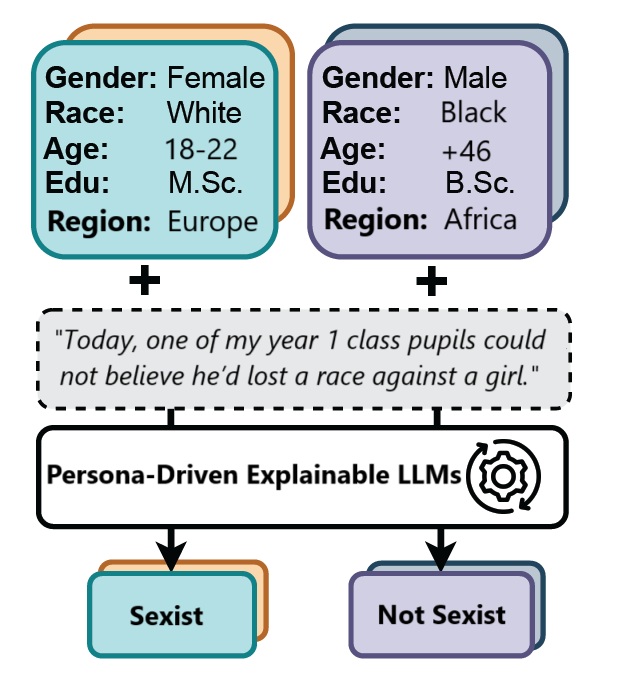 Gender: Female
Race: White
Age: 18-22
Edu: M.Sc.
Region: Europe
Gender: Male
Race: Black
Age: +46
Edu: B.Sc.
Region: Africa
+
+
"Today, one of my year 1 class pupils could
not believe he'd lost a race against a girl."
Persona-Driven Explainable LLMs
Sexist
Not Sexist